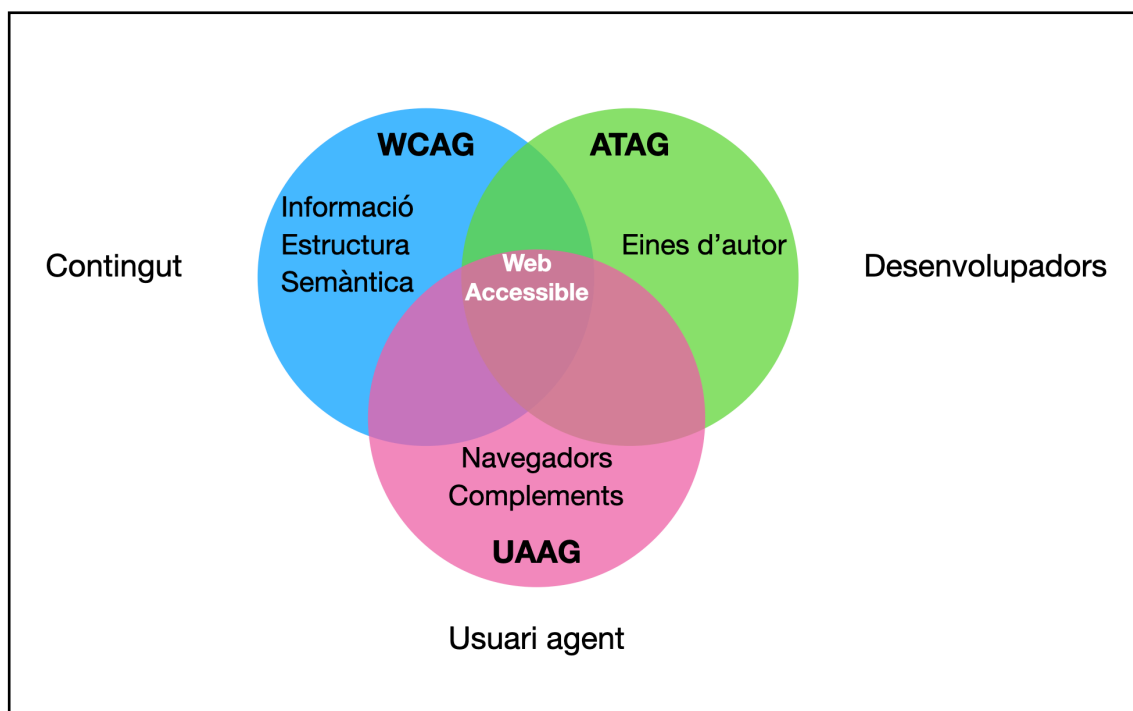 WCAG
ATAG
Informació
Estructura
Semàntica
Contingut
Eines d’autor
Desenvolupadors
Web
Accessible
Navegadors
Complements
UAAG
Usuari agent